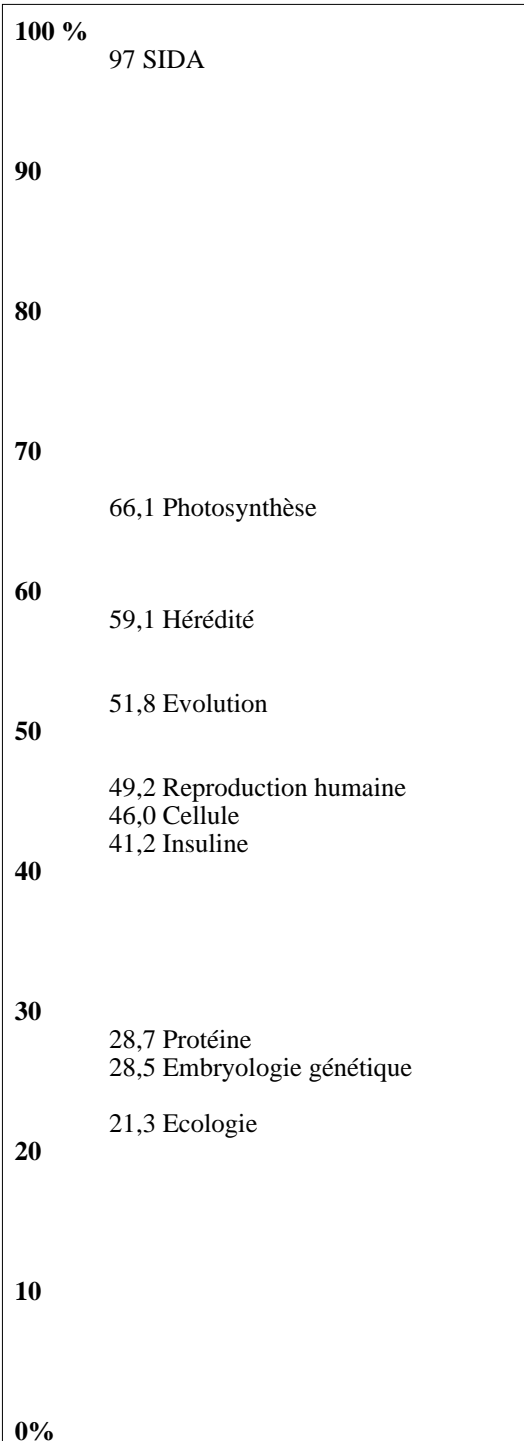 100 %
97 SIDA
90
80
70
66,1 Photosynthèse
60
59,1 Hérédité
51,8 Evolution
50
49,2 Reproduction humaine
46,0 Cellule
41,2 Insuline
40
30
28,7 Protéine
28,5 Embryologie génétique
21,3 Ecologie
20
10
0%